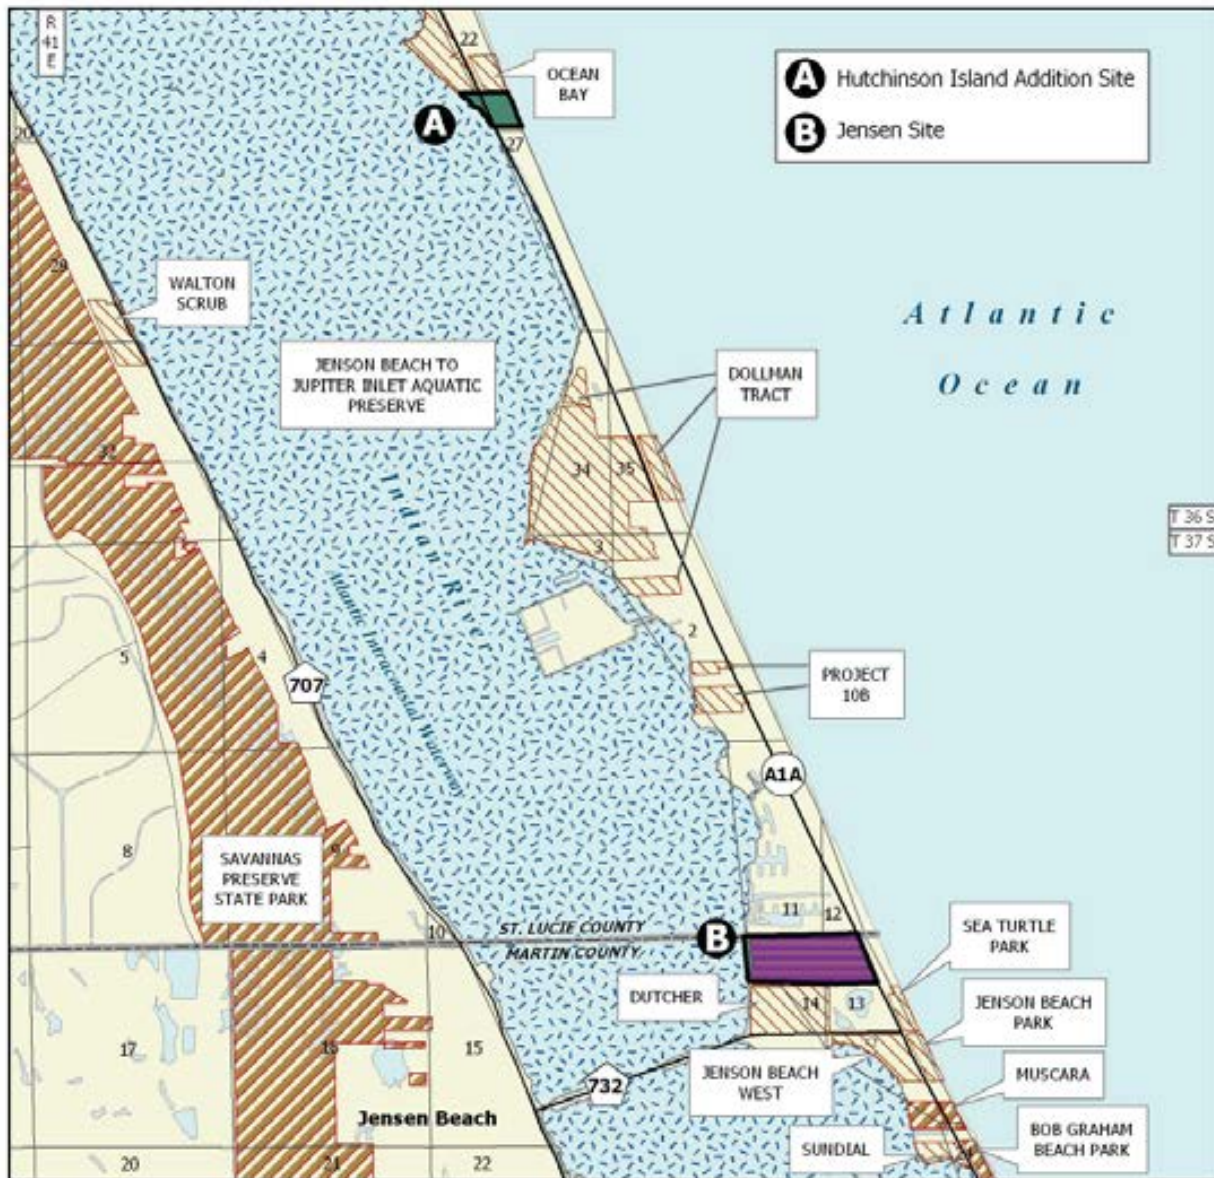 R
41
E
22
OCEAN
BAY
A Hutchinson Island Addition Site
B Jensen Site
A
20
27
29
WALTON
SCRUB
Atlantic
Ocean
JENSON BEACH TO
JUPITER INLET AQUATIC
PRESERVE
DOLLMAN
TRACT
32
34
35
Indian River
T 36 S
T 37 S
3
Atlantic Intracoastal Waterway
2
5
4
707
PROJECT
10B
A1A
8
9
SAVANNAS
PRESERVE
STATE PARK
11
12
10
ST. LUCIE COUNTY
MARTIN COUNTY
B
SEA TURTLE
PARK
DUTCHER
14
13
JENSON BEACH
PARK
17
16
15
732
JENSON BEACH
WEST
MUSCARA
Jensen Beach
SUNDIAL
BOB GRAHAM
BEACH PARK
20
21
22